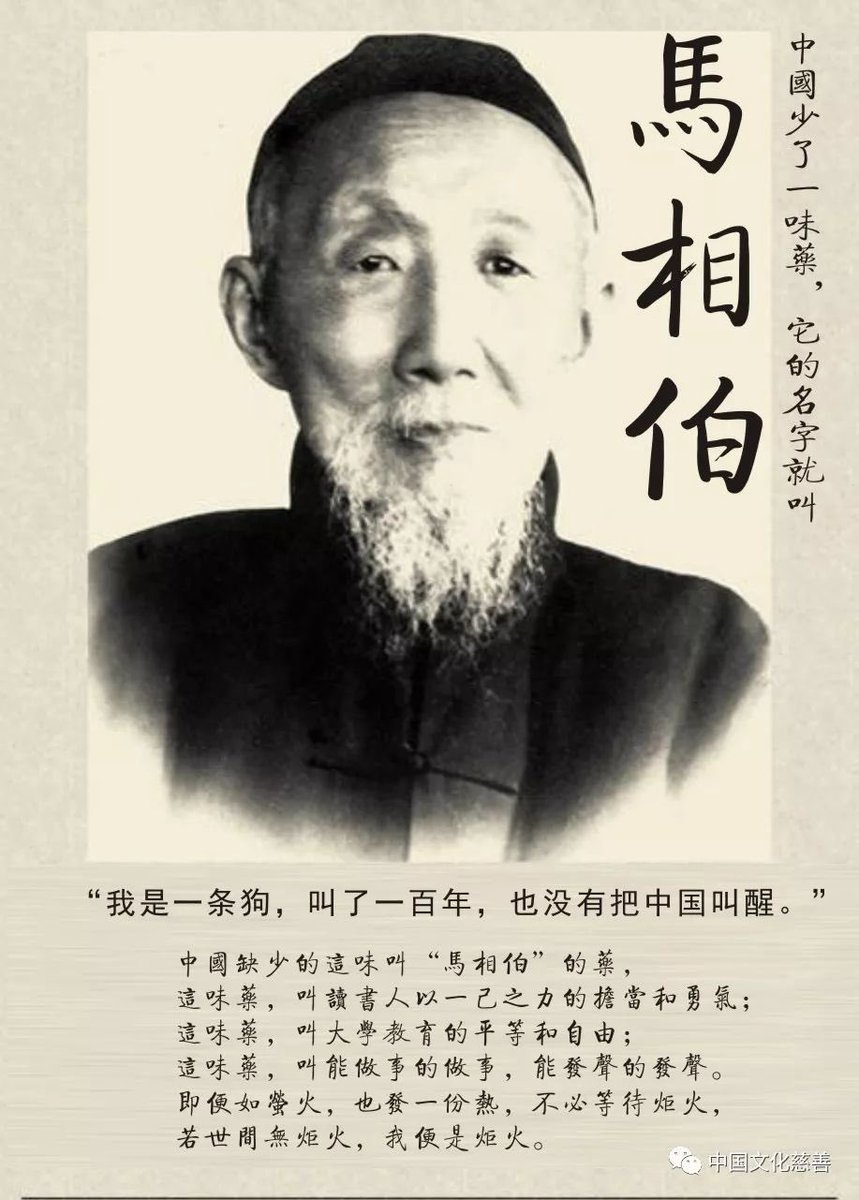 中國少了一味藥，它的名字就叫
馬相伯
“我是一条狗，叫了一百年，也没有把中国叫醒。”
中國缺少的這味叫“馬相伯”的藥，
這味藥，叫讀書人以一己之力的擔當和勇氣；
這味藥，叫大學教育的平等和自由；
這味藥，叫能做事的做事，能發聲的發聲。
即便如螢火，也發一份熱，不必等待炬火，
若世間無炬火，我便是炬火。
中国文化慈善